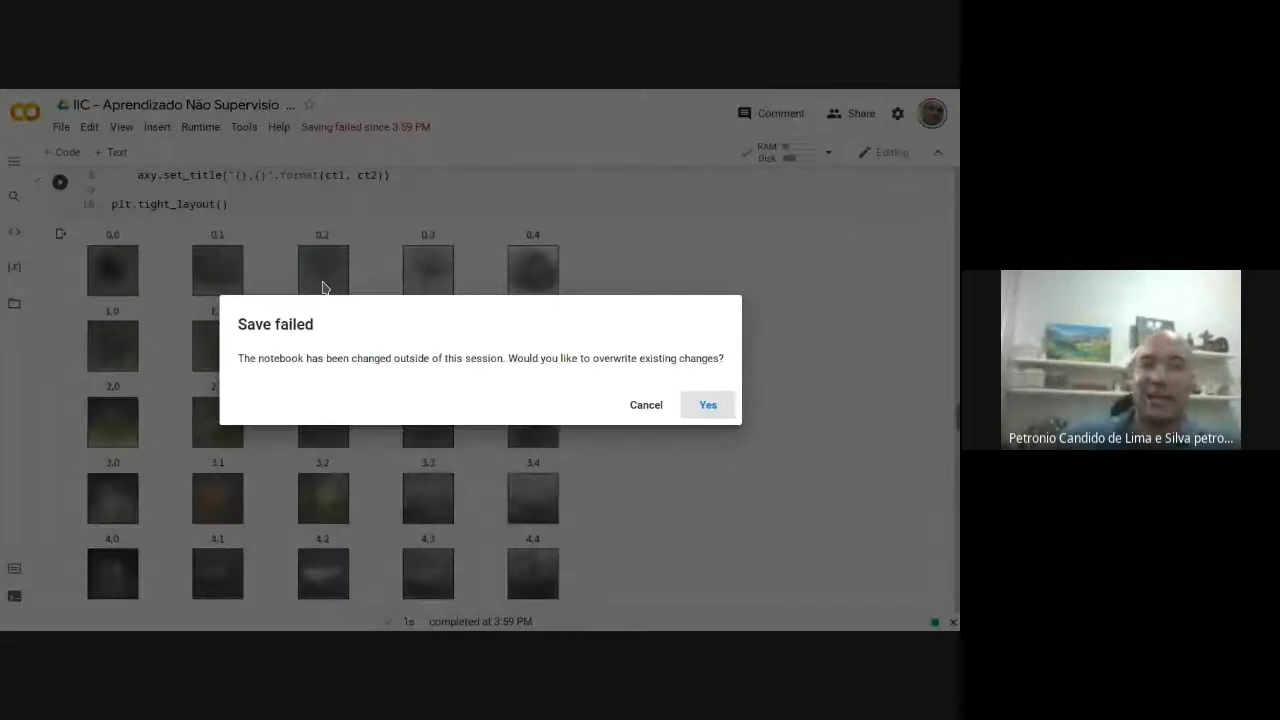 IIC - Aprendizado Não Supervisio ...
File Edit View Insert Runtime Tools Help Saving failed since 3:59 PM
Comment Share
+ Code + Text
RAM
Disk
Editing
8 axy.set_title("{},{}".format(ct1, ct2))
9
10 plt.tight_layout()
0,0 0,1 0,2 0,3 0,4
1,0
Save failed
The notebook has been changed outside of this session. Would you like to overwrite existing changes?
Cancel Yes
2,0
3,0 3,1 3,2 3,3 3,4
4,0 4,1 4,2 4,3 4,4
1s completed at 3:59 PM
Petronio Candido de Lima e Silva petro...